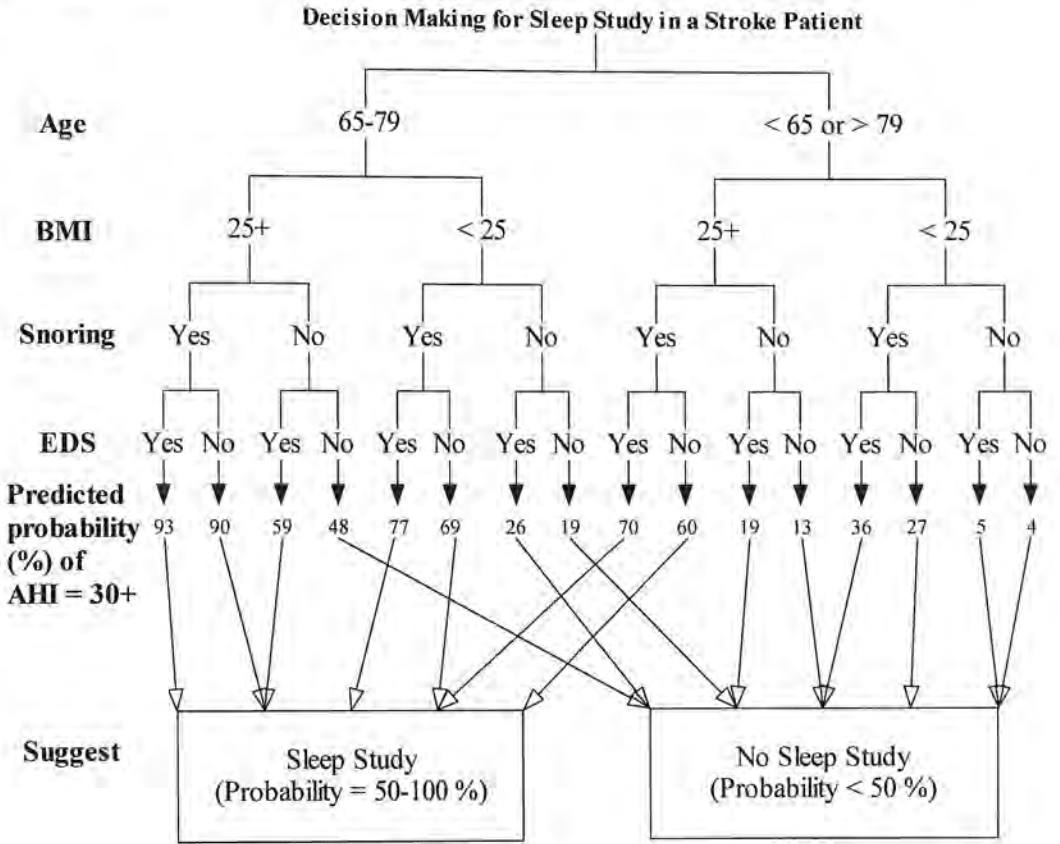 Decision Making for Sleep Study in a Stroke Patient
Age 65-79 < 65 or > 79
BMI 25+ < 25 25+ < 25
Snoring Yes No Yes No Yes No Yes No
EDS Yes No Yes No Yes No Yes No Yes No Yes No Yes No Yes No
Predicted
probability 93 90 59 48 77 69 26 19 70 60 19 13 36 27 5 4
(%) of
AHI = 30+
Suggest
Sleep Study No Sleep Study
(Probability = 50-100 %) (Probability < 50 %)